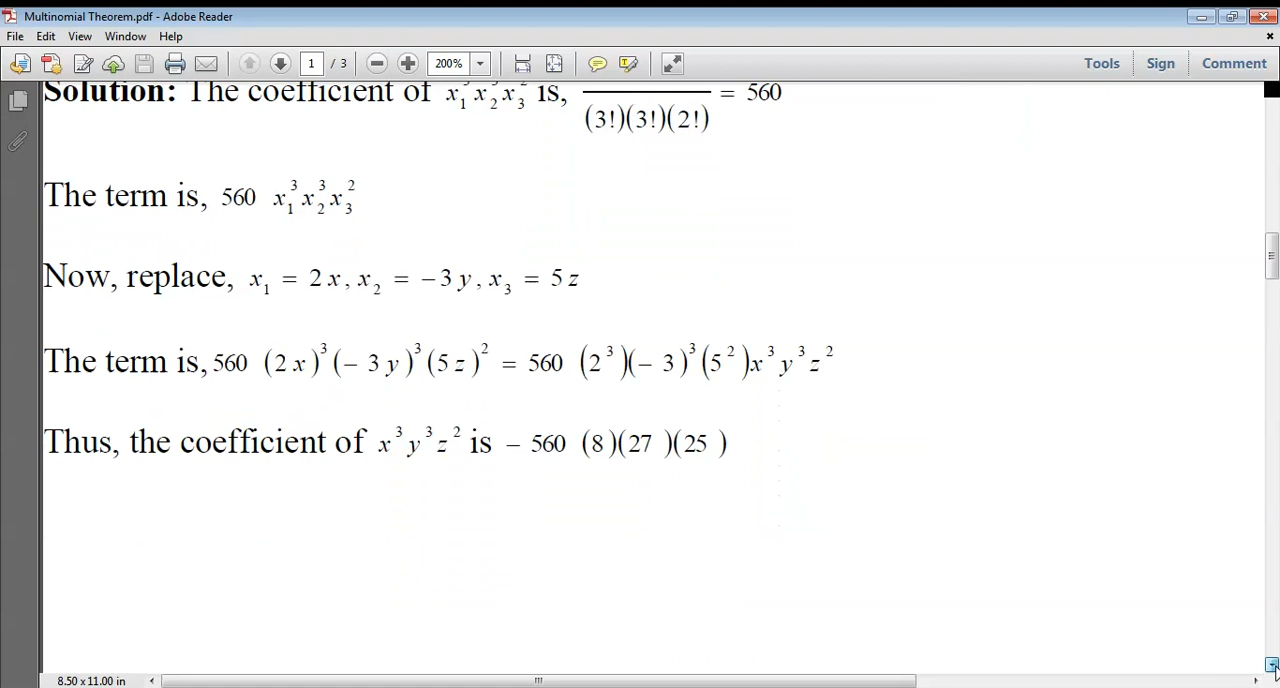 Multinomial Theorem.pdf - Adobe Reader
File Edit View Window Help
1 / 3 200% Tools Sign Comment
Solution: The coefficient of x₁³x₂³x₃² is, /(3!)(3!)(2!) = 560
The term is, 560 x₁³x₂³x₃²
Now, replace, x₁ = 2x, x₂ = −3y, x₃ = 5z
The term is, 560 (2x)³(−3y)³(5z)² = 560 (2³)(−3)³(5²)x³y³z²
Thus, the coefficient of x³y³z² is −560 (8)(27)(25)
8.50 x 11.00 in